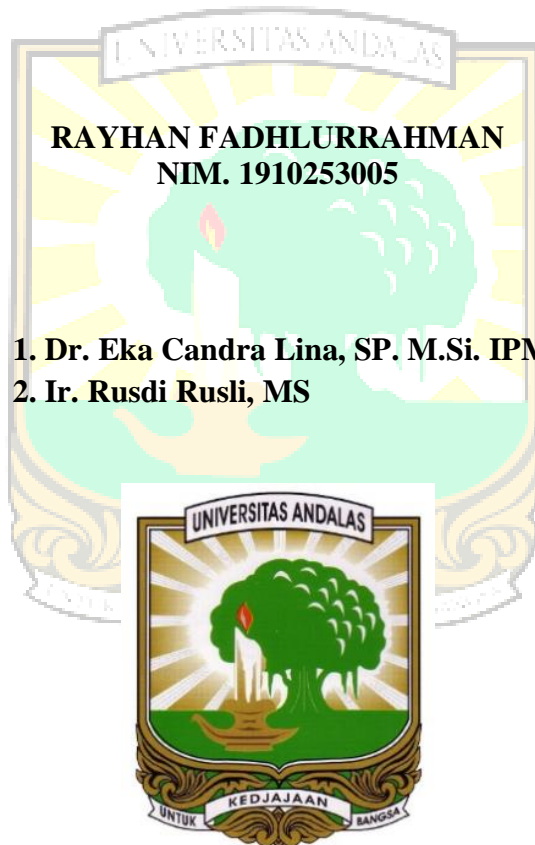 UNIVERSITAS ANDALAS
RAYHAN FADHLURRAHMAN
NIM. 1910253005
1. Dr. Eka Candra Lina, SP. M.Si. IPM
2. Ir. Rusdi Rusli, MS
UNIVERSITAS ANDALAS
UNTUK KEDJAJAAN BANGSA